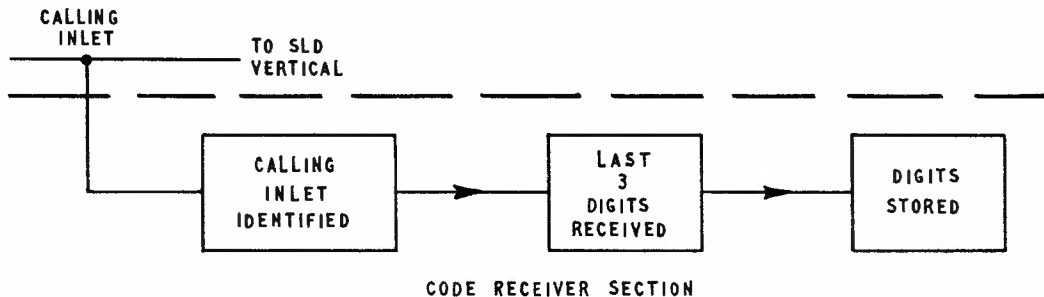 CALLING
INLET
TO SLD
VERTICAL
CALLING
INLET
IDENTIFIED
LAST
3
DIGITS
RECEIVED
DIGITS
STORED
CODE RECEIVER SECTION